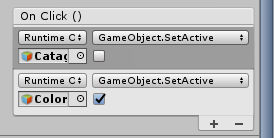 On Click ()
Runtime C GameObject.SetActive
Catag
Runtime C GameObject.SetActive
Color
+ −